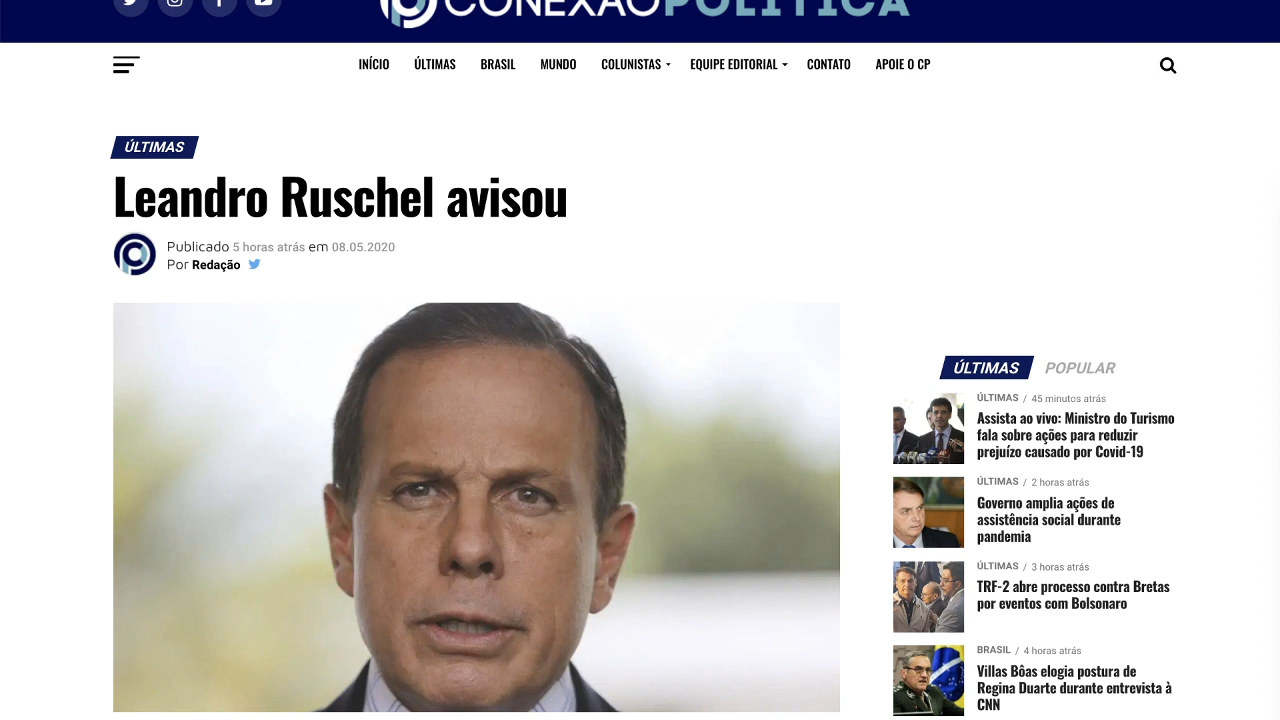 CONEXÃOPOLÍTICA
INÍCIO ÚLTIMAS BRASIL MUNDO COLUNISTAS EQUIPE EDITORIAL CONTATO APOIE O CP
ÚLTIMAS
Leandro Ruschel avisou
Publicado 5 horas atrás em 08.05.2020
Por Redação
ÚLTIMAS POPULAR
ÚLTIMAS / 45 minutos atrás
Assista ao vivo: Ministro do Turismo
fala sobre ações para reduzir
prejuízo causado por Covid-19
ÚLTIMAS / 2 horas atrás
Governo amplia ações de
assistência social durante
pandemia
ÚLTIMAS / 3 horas atrás
TRF-2 abre processo contra Bretas
por eventos com Bolsonaro
BRASIL / 4 horas atrás
Villas Bôas elogia postura de
Regina Duarte durante entrevista à
CNN